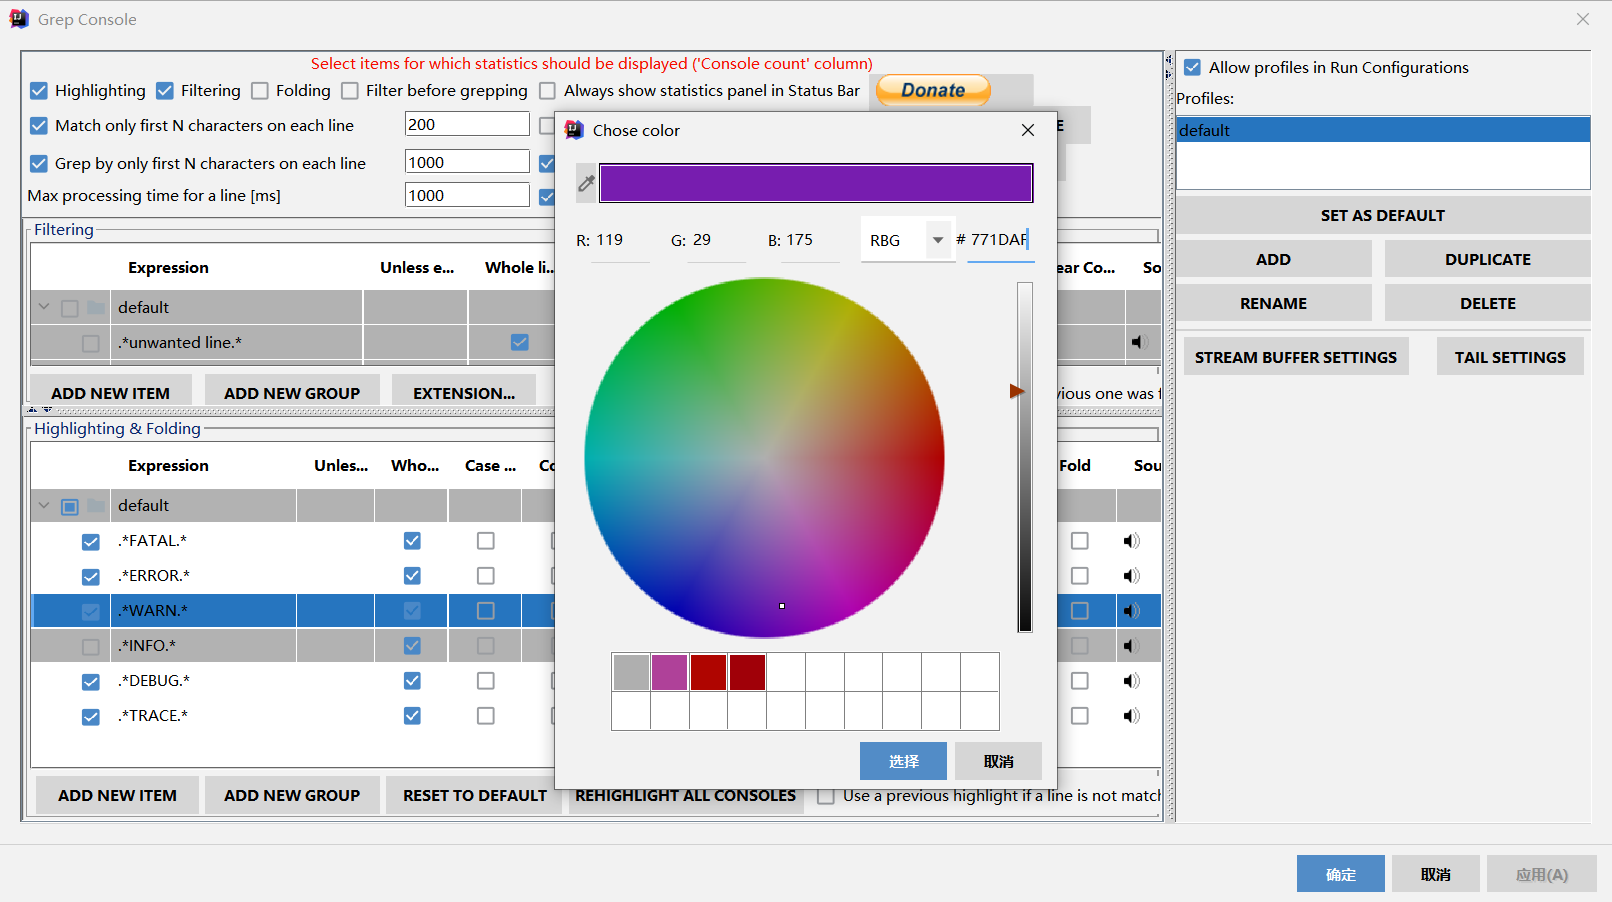 Grep Console
Select items for which statistics should be displayed ('Console count' column)
Highlighting Filtering Folding Filter before grepping Always show statistics panel in Status Bar Donate
Match only first N characters on each line 200
Grep by only first N characters on each line 1000
Max processing time for a line [ms] 1000
Filtering
Expression Unless e... Whole li... ear Co... So
default
.*unwanted line.*
ADD NEW ITEM ADD NEW GROUP EXTENSION... vious one was f
Highlighting & Folding
Expression Unles... Who... Case ... Co Fold Sou
default
.*FATAL.*
.*ERROR.*
.*WARN.*
.*INFO.*
.*DEBUG.*
.*TRACE.*
ADD NEW ITEM ADD NEW GROUP RESET TO DEFAULT REHIGHLIGHT ALL CONSOLES Use a previous highlight if a line is not match
Chose color
R: 119 G: 29 B: 175 RBG # 771DAF
选择 取消
Allow profiles in Run Configurations
Profiles:
default
SET AS DEFAULT
ADD DUPLICATE
RENAME DELETE
STREAM BUFFER SETTINGS TAIL SETTINGS
确定 取消 应用(A)